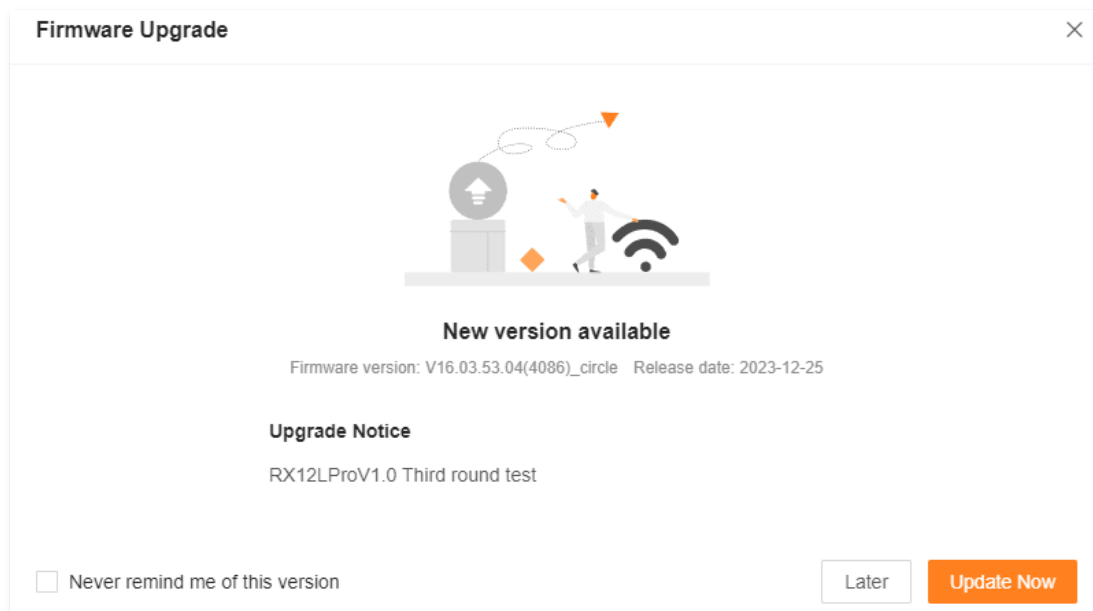 Firmware Upgrade
New version available
Firmware version: V16.03.53.04(4086)_circle Release date: 2023-12-25
Upgrade Notice
RX12LProV1.0 Third round test
Never remind me of this version
Later
Update Now